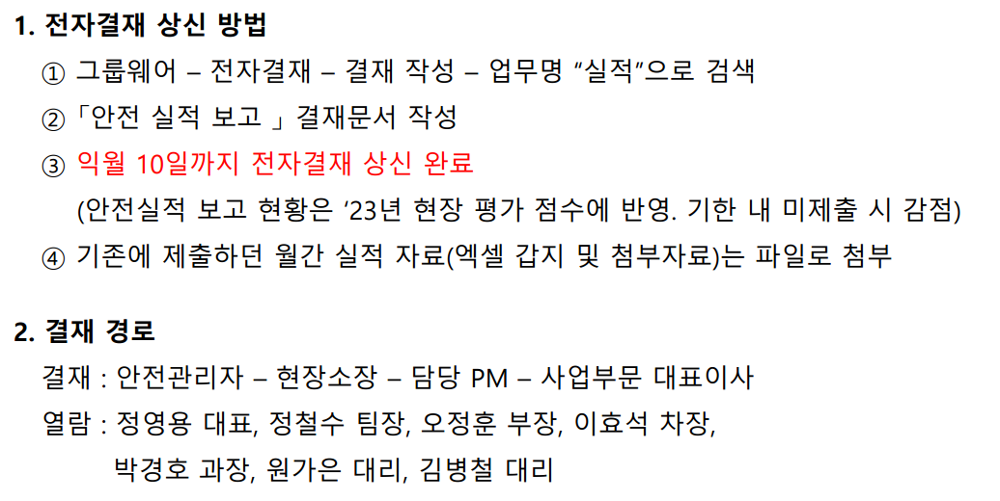 1. 전자결재 상신 방법
① 그룹웨어 – 전자결재 – 결재 작성 – 업무명 “실적”으로 검색
②「안전 실적 보고 」 결재문서 작성
③ 익월 10일까지 전자결재 상신 완료
(안전실적 보고 현황은 ‘23년 현장 평가 점수에 반영. 기한 내 미제출 시 감점)
④ 기존에 제출하던 월간 실적 자료(엑셀 갑지 및 첨부자료)는 파일로 첨부
2. 결재 경로
결재 : 안전관리자 – 현장소장 – 담당 PM – 사업부문 대표이사
열람 : 정영용 대표, 정철수 팀장, 오정훈 부장, 이효석 차장,
박경호 과장, 원가은 대리, 김병철 대리